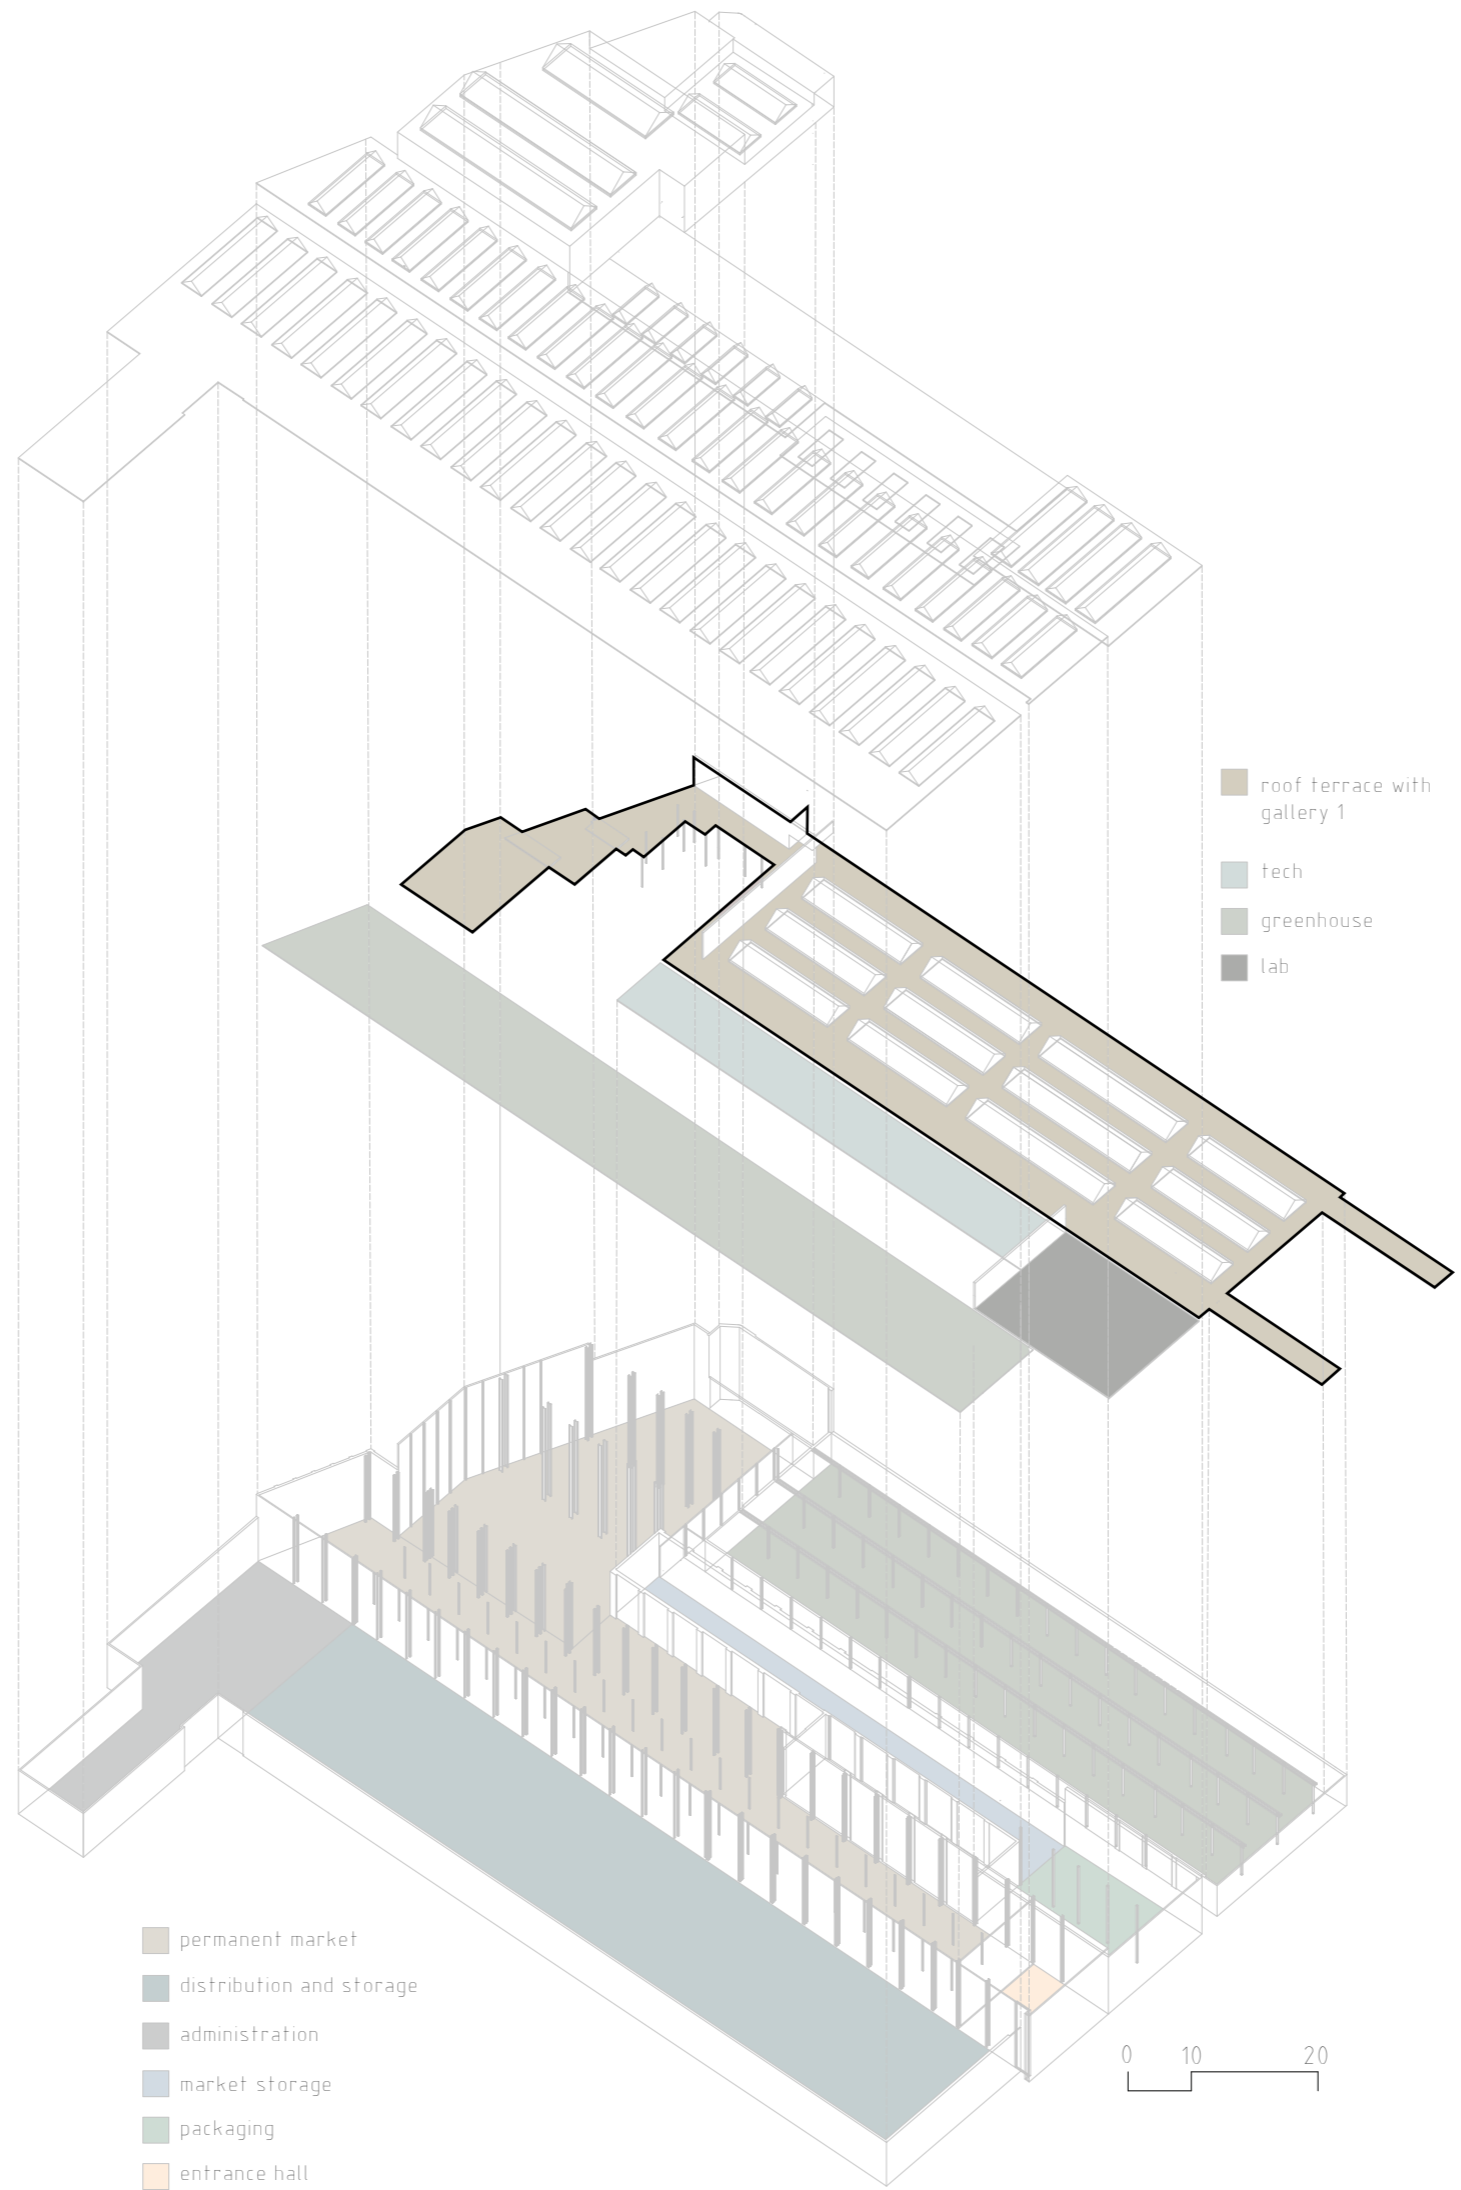 roof terrace with
gallery 1
tech
greenhouse
lab
permanent market
distribution and storage
administration
market storage
packaging
entrance hall
0 10 20